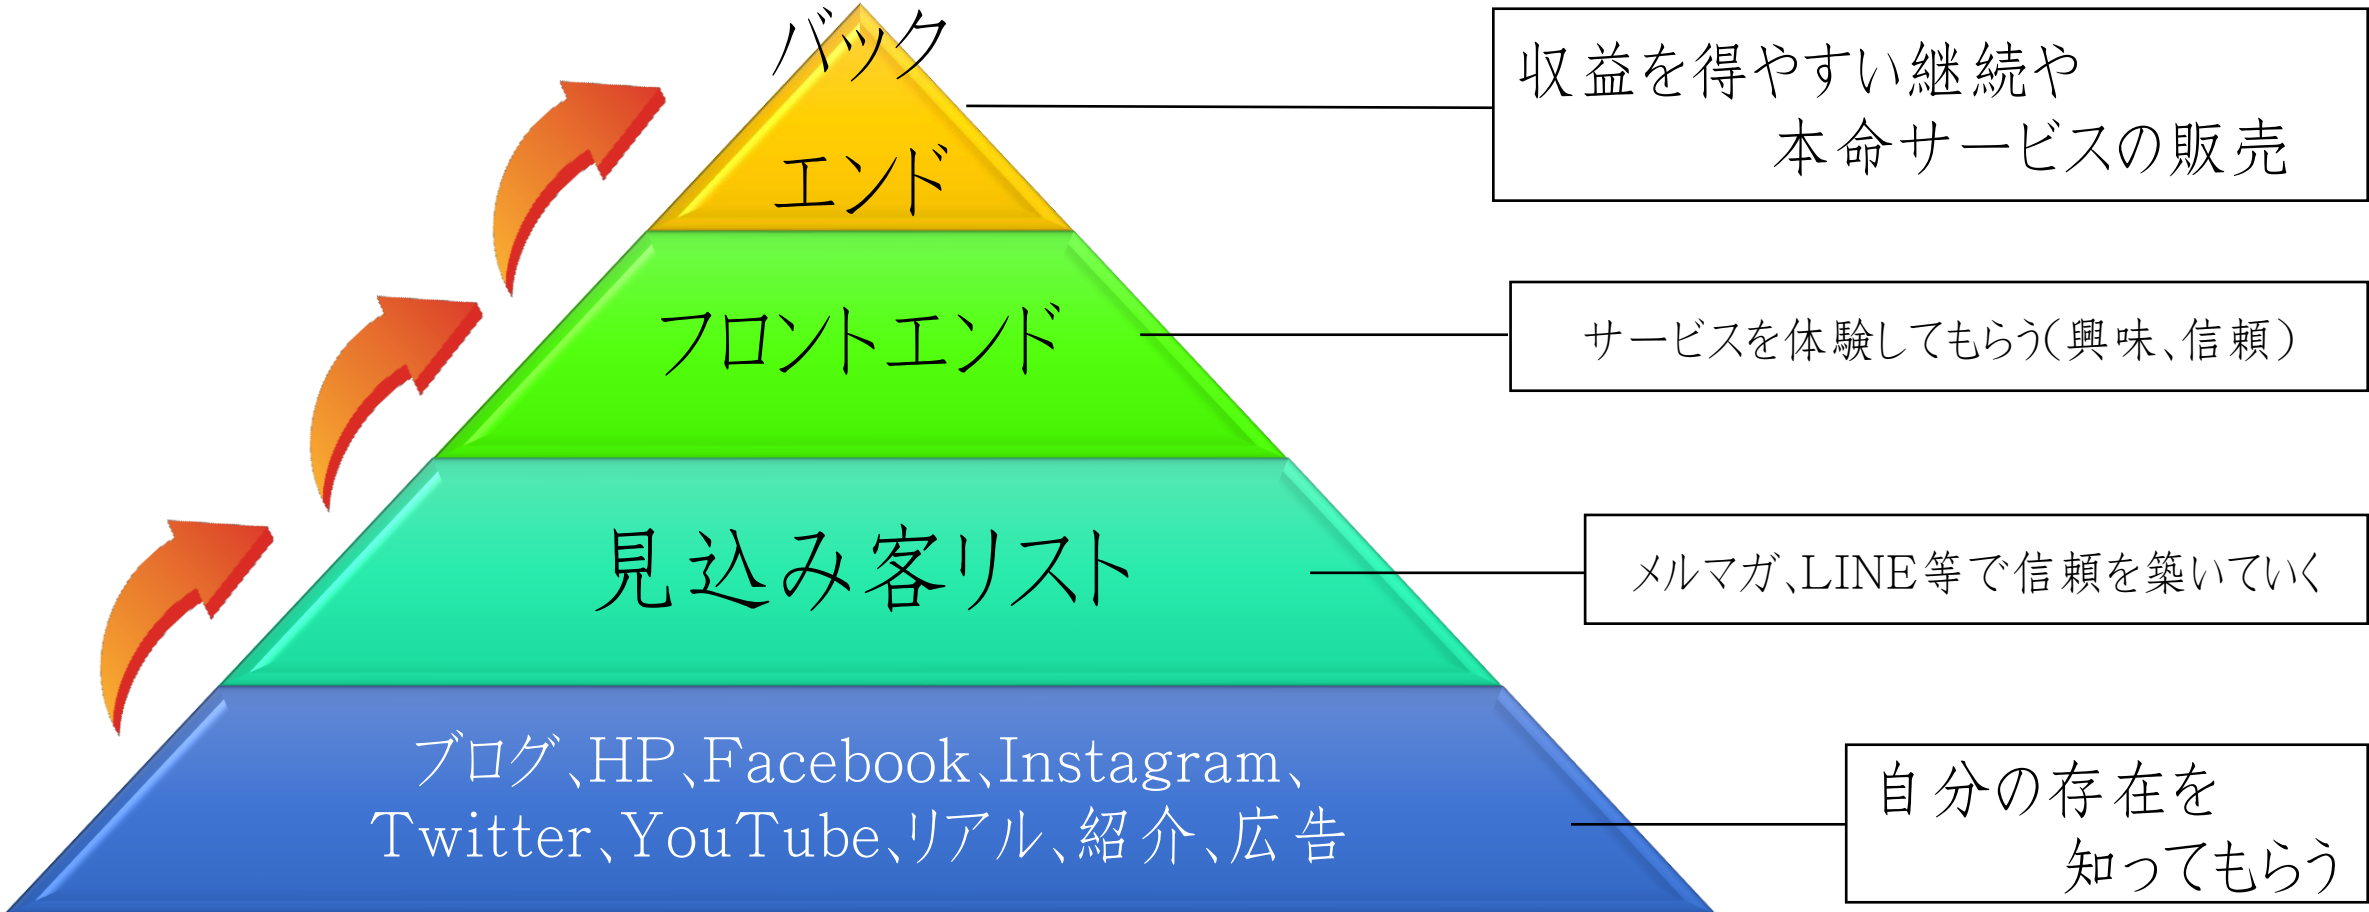 バック
エンド
収益を得やすい継続や
本命サービスの販売
フロントエンド
サービスを体験してもらう(興味、信頼)
見込み客リスト
メルマガ、LINE等で信頼を築いていく
ブログ、HP、Facebook、Instagram、
Twitter、YouTube、リアル、紹介、広告
自分の存在を
知ってもらう